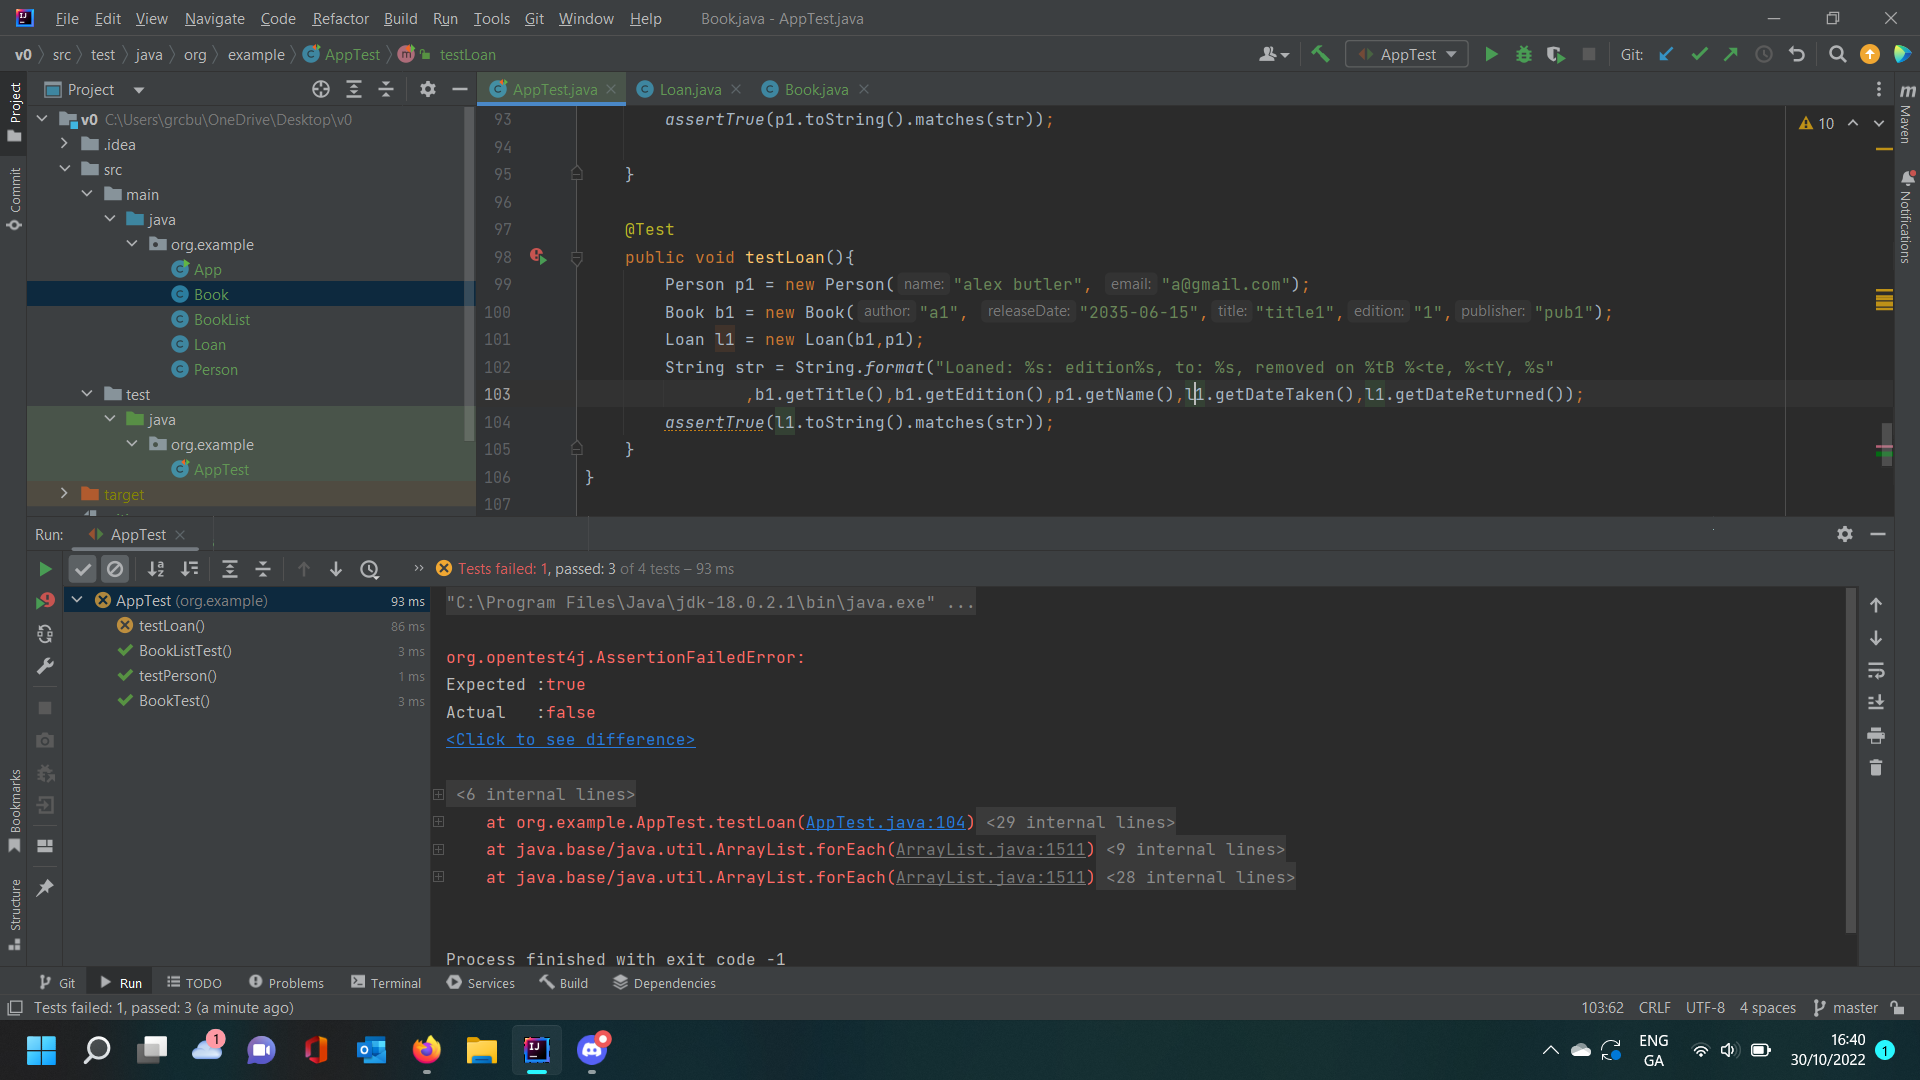 File Edit View Navigate Code Refactor Build Run Tools Git Window Help Book.java - AppTest.java
v0 src test java org example AppTest m testLoan AppTest Git:
Project
AppTest.java Loan.java Book.java
v0 C:\Users\grcbu\OneDrive\Desktop\v0
.idea
src
main
java
org.example
App
Book
BookList
Loan
Person
test
java
org.example
AppTest
target
Project
Commit
Bookmarks
Structure
Maven
Notifications
10
93 assertTrue(p1.toString().matches(str));
94
95 }
96
97 @Test
98 public void testLoan(){
99 Person p1 = new Person( name: "alex butler", email: "a@gmail.com");
100 Book b1 = new Book( author: "a1", releaseDate: "2035-06-15", title: "title1", edition: "1", publisher: "pub1");
101 Loan l1 = new Loan(b1,p1);
102 String str = String.format("Loaned: %s: edition%s, to: %s, removed on %tB %<te, %<tY, %s"
103 ,b1.getTitle(),b1.getEdition(),p1.getName(),l1.getDateTaken(),l1.getDateReturned());
104 assertTrue(l1.toString().matches(str));
105 }
106 }
107
Run: AppTest
Tests failed: 1, passed: 3 of 4 tests – 93 ms
AppTest (org.example) 93 ms
testLoan() 86 ms
BookListTest() 3 ms
testPerson() 1 ms
BookTest() 3 ms
"C:\Program Files\Java\jdk-18.0.2.1\bin\java.exe" ...
org.opentest4j.AssertionFailedError:
Expected :true
Actual   :false
<Click to see difference>
<6 internal lines>
at org.example.AppTest.testLoan(AppTest.java:104) <29 internal lines>
at java.base/java.util.ArrayList.forEach(ArrayList.java:1511) <9 internal lines>
at java.base/java.util.ArrayList.forEach(ArrayList.java:1511) <28 internal lines>
Process finished with exit code -1
Git Run TODO Problems Terminal Services Build Dependencies
Tests failed: 1, passed: 3 (a minute ago) 103:62 CRLF UTF-8 4 spaces master
1
ENG
GA
16:40
30/10/2022
1